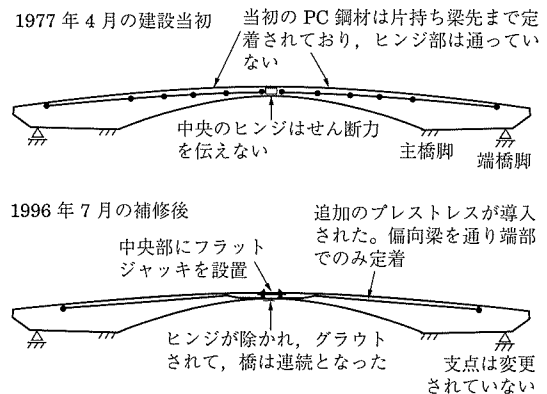 1977 年 4 月の建設当初
当初の PC 鋼材は片持ち梁先まで定
着されており，ヒンジ部は通ってい
ない
中央のヒンジはせん断力
を伝えない
主橋脚
端橋脚
1996 年 7 月の補修後
中央部にフラット
ジャッキを設置
追加のプレストレスが導入
された。偏向梁を通り端部
でのみ定着
ヒンジが除かれ，グラウト
されて，橋は連続となった
支点は変更
されていない